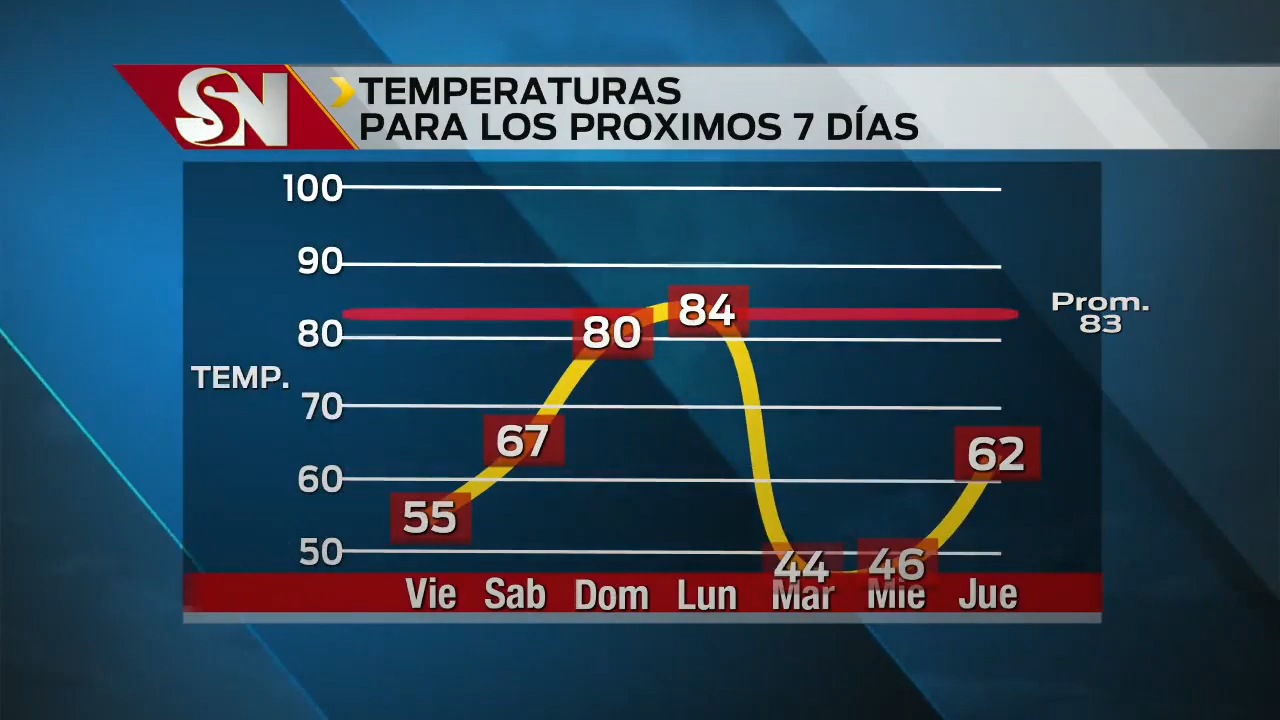 SN
TEMPERATURAS
PARA LOS PROXIMOS 7 DÍAS
100
90
80
70
60
50
TEMP.
Prom.
83
55
67
80
84
44
46
62
Vie Sab Dom Lun Mar Mie Jue